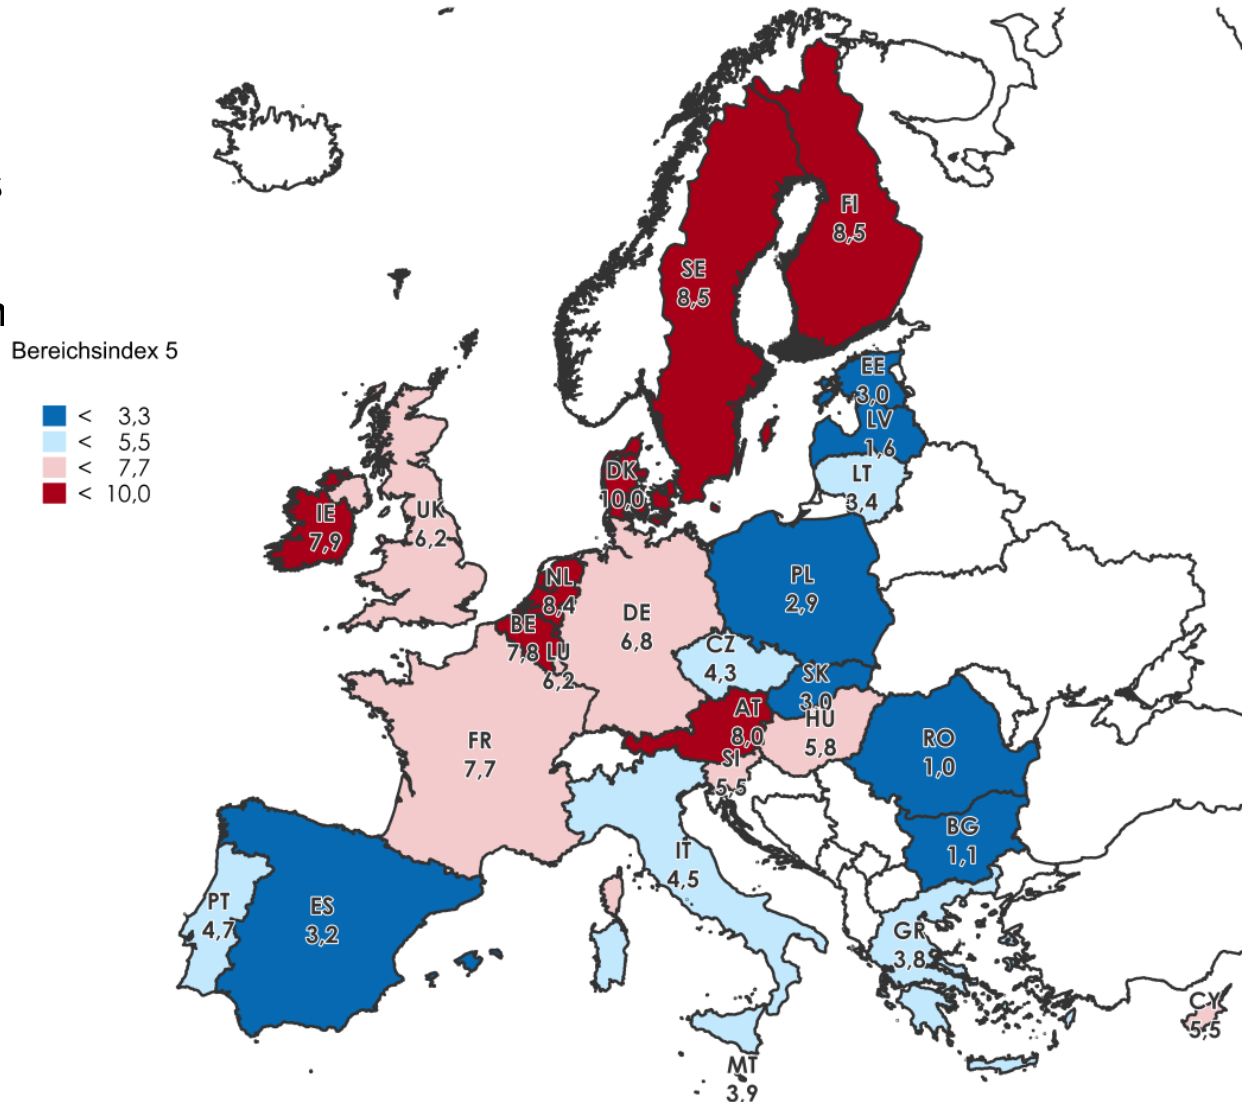 s
n
Bereichsindex 5
< 3,3
< 5,5
< 7,7
< 10,0
FI
8,5
SE
8,5
EE
3,0
LV
1,6
LT
3,4
DK
10,0
IE
7,9
UK
6,2
NL
8,4
PL
2,9
DE
6,8
BE
7,8
LU
6,2
CZ
4,3
SK
3,0
AT
8,0
HU
5,8
FR
7,7
SI
5,5
RO
1,0
BG
1,1
IT
4,5
PT
4,7
ES
3,2
GR
3,8
CY
5,5
MT
3,9